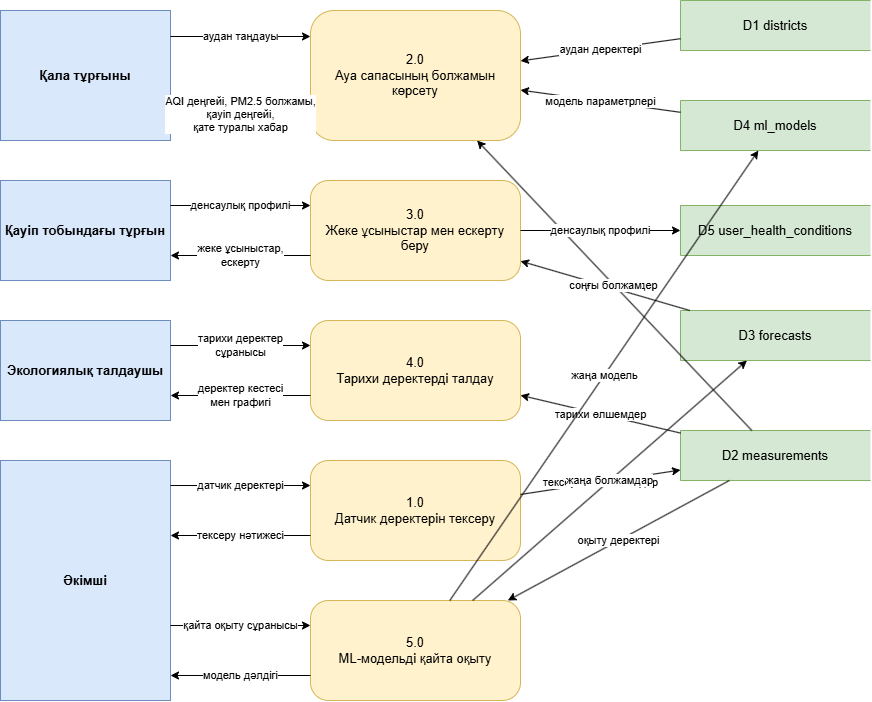 Қала тұрғыны
аудан таңдауы
AQI деңгейі, PM2.5 болжамы,
қауіп деңгейі,
қате туралы хабар
2.0
Ауа сапасының болжамын
көрсету
аудан деректері
D1 districts
модель параметрлері
D4 ml_models
Қауіп тобындағы тұрғын
денсаулық профилі
жеке ұсыныстар,
ескерту
3.0
Жеке ұсыныстар мен ескерту
беру
денсаулық профилі
D5 user_health_conditions
соңғы болжамдер
D3 forecasts
Экологиялық талдаушы
тарихи деректер
сұранысы
деректер кестесі
мен графигі
4.0
Тарихи деректерді талдау
жаңа модель
тарихи өлшемдер
D2 measurements
Әкімші
датчик деректері
тексеру нәтижесі
1.0
Датчик деректерін тексеру
жаңа болжамдар
оқыту деректері
қайта оқыту сұранысы
модель дәлдігі
5.0
ML-модельді қайта оқыту